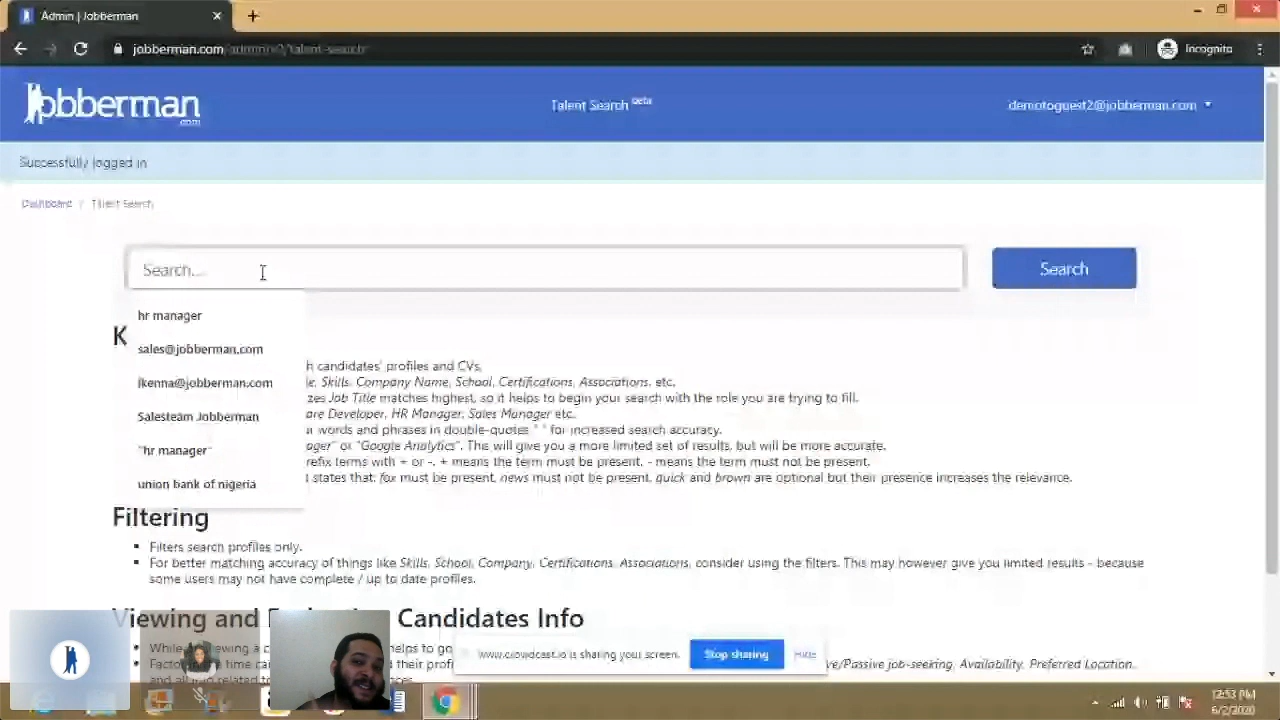 Admin | Jobberman
jobberman.com/admin/v2/talent-search
Incognito
Jobberman
.com
Talent Search beta
demotoguest2@jobberman.com
Successfully logged in
Dashboard / Talent Search
Search...
Search
hr manager
sales@jobberman.com
ikenna@jobberman.com
Salesteam Jobberman
"hr manager"
union bank of nigeria
K
h candidates' profiles and CVs.
le, Skills, Company Name, School, Certifications, Associations, etc.
zes Job Title matches highest, so it helps to begin your search with the role you are trying to fill.
are Developer, HR Manager, Sales Manager etc.
words and phrases in double-quotes " " for increased search accuracy.
ager" or "Google Analytics". This will give you a more limited set of results, but will be more accurate.
refix terms with + or -. + means the term must be present, - means the term must not be present.
states that: fox must be present, news must not be present, quick and brown are optional but their presence increases the relevance.
Filtering
Filters search profiles only.
For better matching accuracy of things like Skills, School, Company, Certifications, Associations, consider using the filters. This may however give you limited results - because
some users may not have complete / up to date profiles.
Viewing and Candidates Info
While viewing a c helps to go
www.crowdcast.io is sharing your screen.
Stop sharing
Hide
time can their profi ve/Passive job-seeking, Availability, Preferred Location..
and all related to
12:53 PM
6/2/2020